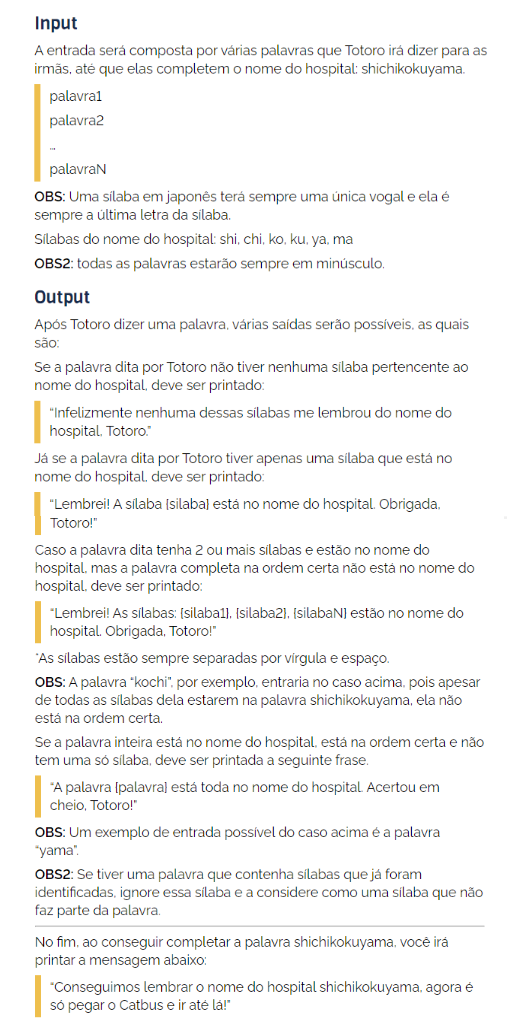 Input
A entrada será composta por várias palavras que Totoro irá dizer para as
irmãs, até que elas completem o nome do hospital: shichikokuyama.
palavra1
palavra2
...
palavraN
OBS: Uma sílaba em japonês terá sempre uma única vogal e ela é
sempre a última letra da sílaba.
Sílabas do nome do hospital: shi, chi, ko, ku, ya, ma
OBS2: todas as palavras estarão sempre em minúsculo.
Output
Após Totoro dizer uma palavra, várias saídas serão possíveis, as quais
são:
Se a palavra dita por Totoro não tiver nenhuma sílaba pertencente ao
nome do hospital, deve ser printado:
“Infelizmente nenhuma dessas sílabas me lembrou do nome do
hospital, Totoro.”
Já se a palavra dita por Totoro tiver apenas uma sílaba que está no
nome do hospital, deve ser printado:
“Lembrei! A sílaba {silaba} está no nome do hospital. Obrigada,
Totoro!”
Caso a palavra dita tenha 2 ou mais sílabas e estão no nome do
hospital, mas a palavra completa na ordem certa não está no nome do
hospital, deve ser printado:
“Lembrei! As sílabas: {silaba1}, {silaba2}, {silabaN} estão no nome do
hospital. Obrigada, Totoro!”
*As sílabas estão sempre separadas por vírgula e espaço.
OBS: A palavra “kochi”, por exemplo, entraria no caso acima, pois apesar
de todas as sílabas dela estarem na palavra shichikokuyama, ela não
está na ordem certa.
Se a palavra inteira está no nome do hospital, está na ordem certa e não
tem uma só sílaba, deve ser printada a seguinte frase.
“A palavra {palavra} está toda no nome do hospital. Acertou em
cheio, Totoro!”
OBS: Um exemplo de entrada possível do caso acima é a palavra
“yama”.
OBS2: Se tiver uma palavra que contenha sílabas que já foram
identificadas, ignore essa sílaba e a considere como uma sílaba que não
faz parte da palavra.
No fim, ao conseguir completar a palavra shichikokuyama, você irá
printar a mensagem abaixo:
“Conseguimos lembrar o nome do hospital shichikokuyama, agora é
só pegar o Catbus e ir até lá!”